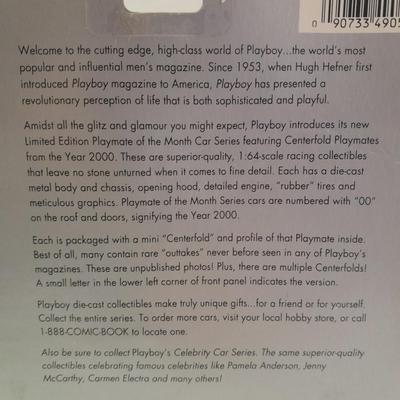 0 90733 4905
Welcome to the cutting edge, high-class world of Playboy...the world's most
popular and influential men's magazine. Since 1953, when Hugh Hefner first
introduced Playboy magazine to America, Playboy has presented a
revolutionary perception of life that is both sophisticated and playful.
Amidst all the glitz and glamour you might expect, Playboy introduces its new
Limited Edition Playmate of the Month Car Series featuring Centerfold Playmates
from the Year 2000. These are superior-quality, 1:64-scale racing collectibles
that leave no stone unturned when it comes to fine detail. Each has a die-cast
metal body and chassis, opening hood, detailed engine, "rubber" tires and
meticulous graphics. Playmate of the Month Series cars are numbered with "00"
on the roof and doors, signifying the Year 2000.
Each is packaged with a mini "Centerfold" and profile of that Playmate inside.
Best of all, many contain rare "outtakes" never before seen in any of Playboy's
magazines. These are unpublished photos! Plus, there are multiple Centerfolds!
A small letter in the lower left corner of front panel indicates the version.
Playboy die-cast collectibles make truly unique gifts...for a friend or for yourself.
Collect the entire series. To order more cars, visit your local hobby store, or call
1-888-COMIC-BOOK to locate one.
Also be sure to collect Playboy's Celebrity Car Series. The same superior-quality
collectibles celebrating famous celebrities like Pamela Anderson, Jenny
McCarthy, Carmen Electra and many others!